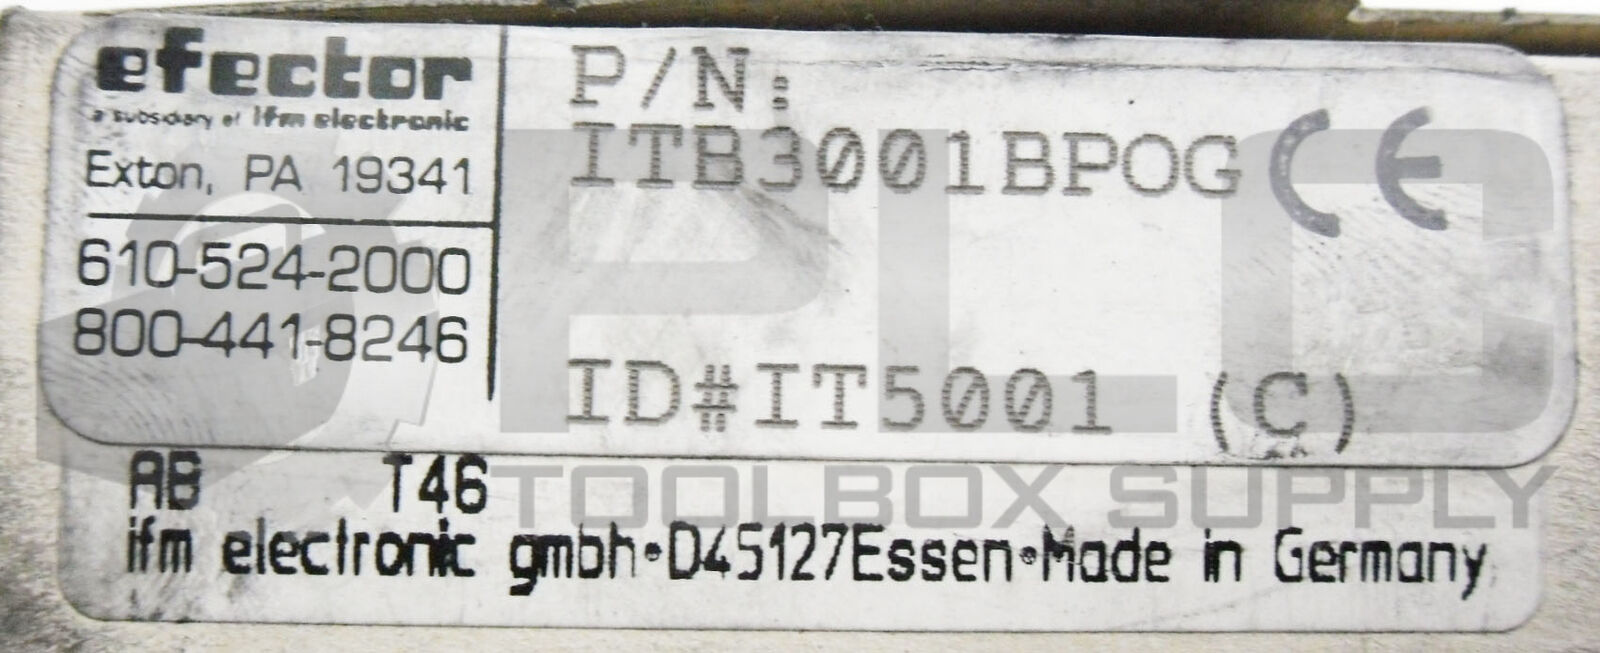 efector
a subsidiary of ifm electronic
Exton, PA 19341
610-524-2000
800-441-8246
P/N:
ITB3001BPOG CE
ID#IT5001 (C)
AB T46
ifm electronic gmbh•D45127Essen•Made in Germany
PLC
TOOLBOX SUPPLY